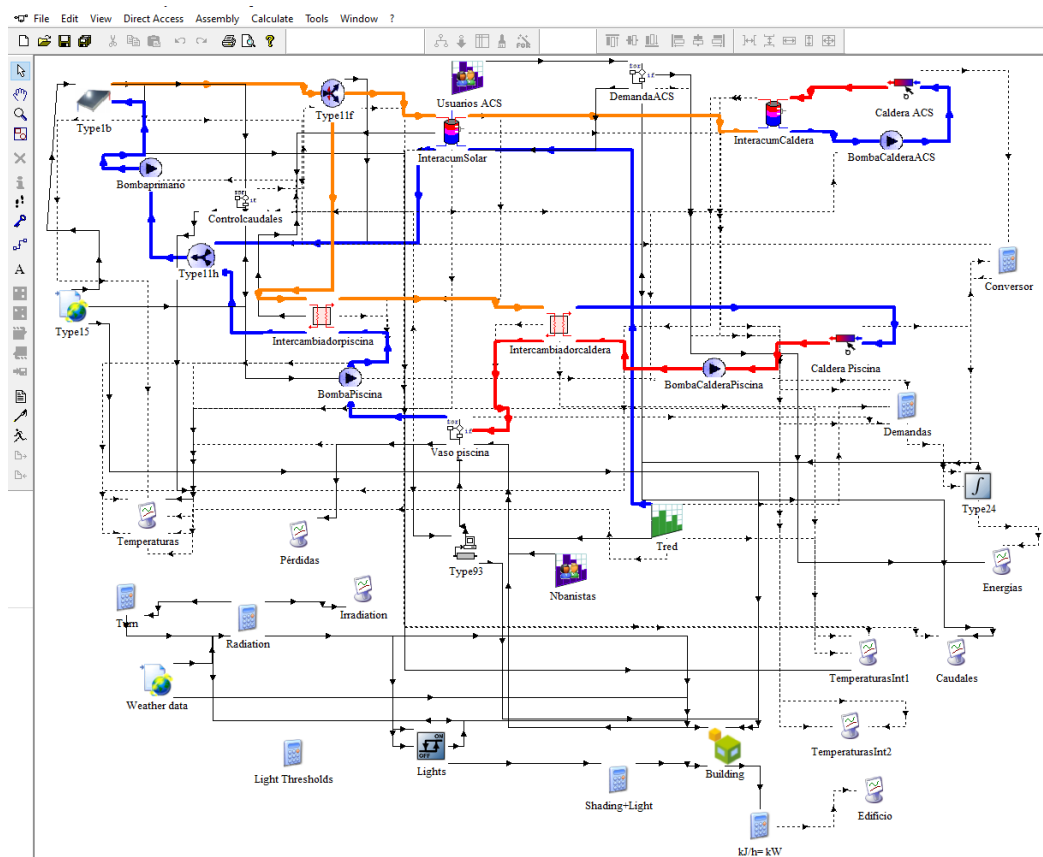 File Edit View Direct Access Assembly Calculate Tools Window ?
Usuarios ACS
DemandaACS
Caldera ACS
Type1b
Type11f
InteracumSolar
InteracumCaldera
BombaCalderaACS
Bombaprimario
Controlcaudales
Type11h
Conversor
Type15
Intercambiadorpiscina
Intercambiadorcaldera
Caldera Piscina
BombaPiscina
BombaCalderaPiscina
Demandas
Vaso piscina
Type24
Temperaturas
Pérdidas
Type93
Tred
Nbanistas
Energias
Turn
Radiation
Irradiation
TemperaturasInt1
Caudales
Weather data
TemperaturasInt2
Light Thresholds
Lights
Shading+Light
Building
Edificio
kJ/h= kW